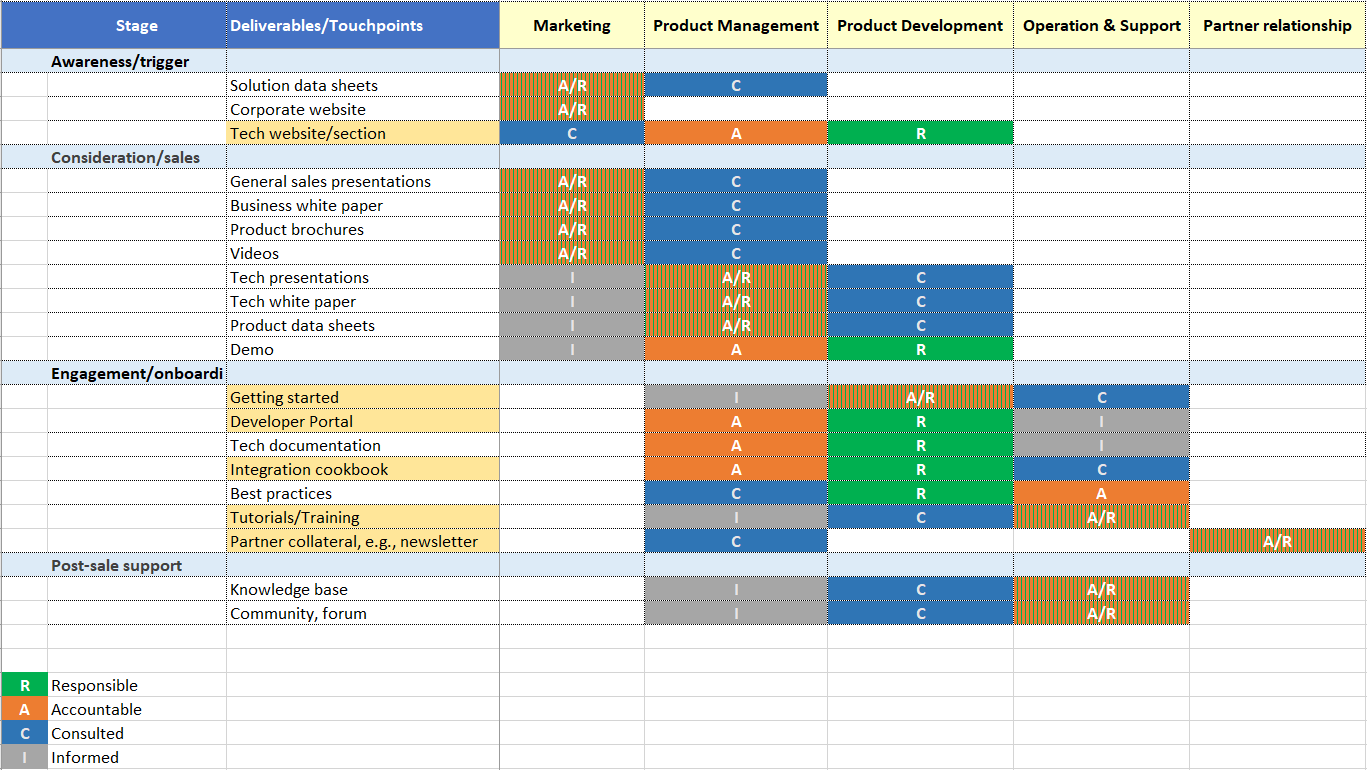 Stage Deliverables/Touchpoints Marketing Product Management Product Development Operation & Support Partner relationship
Awareness/trigger
Solution data sheets A/R C
Corporate website A/R
Tech website/section C A R
Consideration/sales
General sales presentations A/R C
Business white paper A/R C
Product brochures A/R C
Videos A/R C
Tech presentations I A/R C
Tech white paper I A/R C
Product data sheets I A/R C
Demo I A R
Engagement/onboardi
Getting started I A/R C
Developer Portal A R I
Tech documentation A R I
Integration cookbook A R C
Best practices C R A
Tutorials/Training I C A/R
Partner collateral, e.g., newsletter C A/R
Post-sale support
Knowledge base I C A/R
Community, forum I C A/R
R Responsible
A Accountable
C Consulted
I Informed